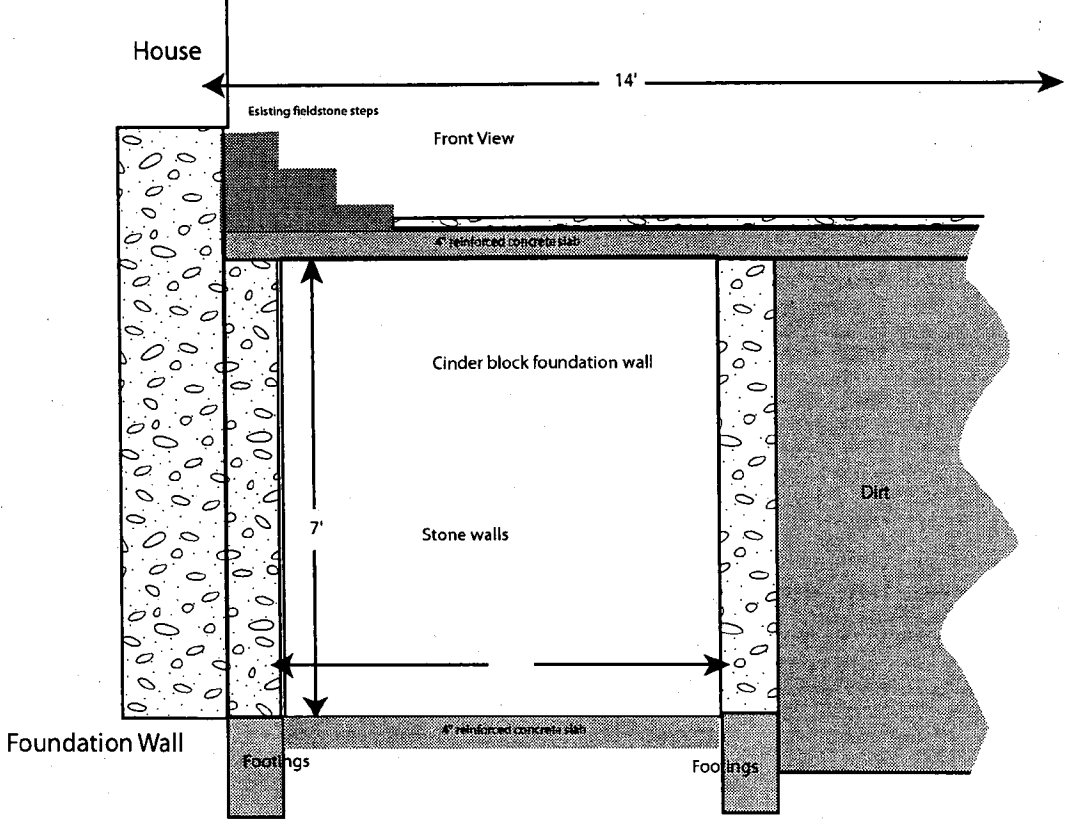 House
14'
Esisting fieldstone steps
Front View
4" reinforced concrete slab
Cinder block foundation wall
Dirt
7'
Stone walls
4" reinforced concrete slab
Foundation Wall
Footings
Footings